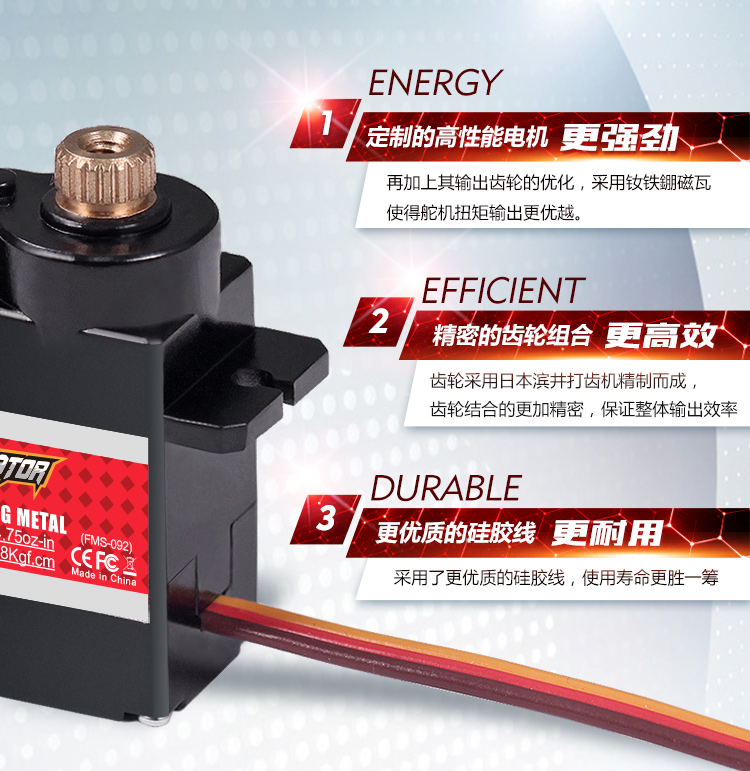 ENERGY
1 定制的高性能电机 更强劲
再加上其输出齿轮的优化，采用钕铁硼磁瓦
使得舵机扭矩输出更优越。
EFFICIENT
2 精密的齿轮组合 更高效
齿轮采用日本滨井打齿机精制而成，
齿轮结合的更加精密，保证整体输出效率
DURABLE
3 更优质的硅胶线 更耐用
采用了更优质的硅胶线，使用寿命更胜一筹
ATOR
G METAL
.75oz-in
(FMS-092)
8Kgf.cm
CE FC
Made in China